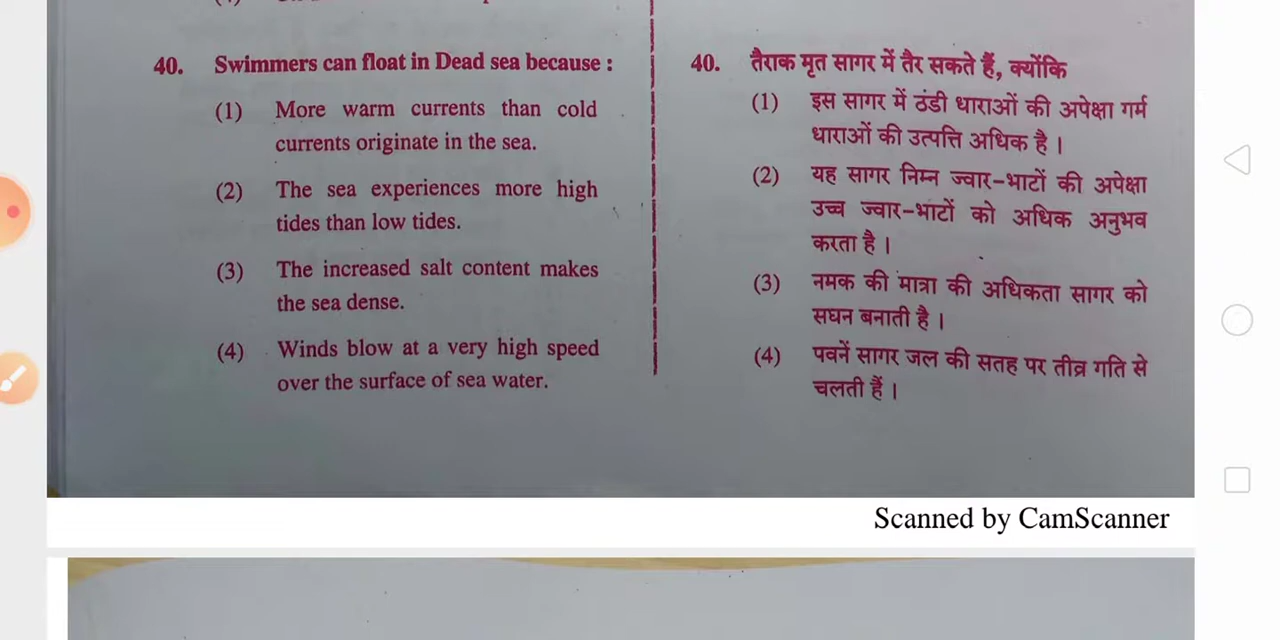 40. Swimmers can float in Dead sea because :
(1) More warm currents than cold
currents originate in the sea.
(2) The sea experiences more high
tides than low tides.
(3) The increased salt content makes
the sea dense.
(4) Winds blow at a very high speed
over the surface of sea water.
40. तैराक मृत सागर में तैर सकते हैं, क्योंकि
(1) इस सागर में ठंडी धाराओं की अपेक्षा गर्म
धाराओं की उत्पत्ति अधिक है ।
(2) यह सागर निम्न ज्वार-भाटों की अपेक्षा
उच्च ज्वार-भाटों को अधिक अनुभव
करता है ।
(3) नमक की मात्रा की अधिकता सागर को
सघन बनाती है ।
(4) पवनें सागर जल की सतह पर तीव्र गति से
चलती हैं ।
Scanned by CamScanner